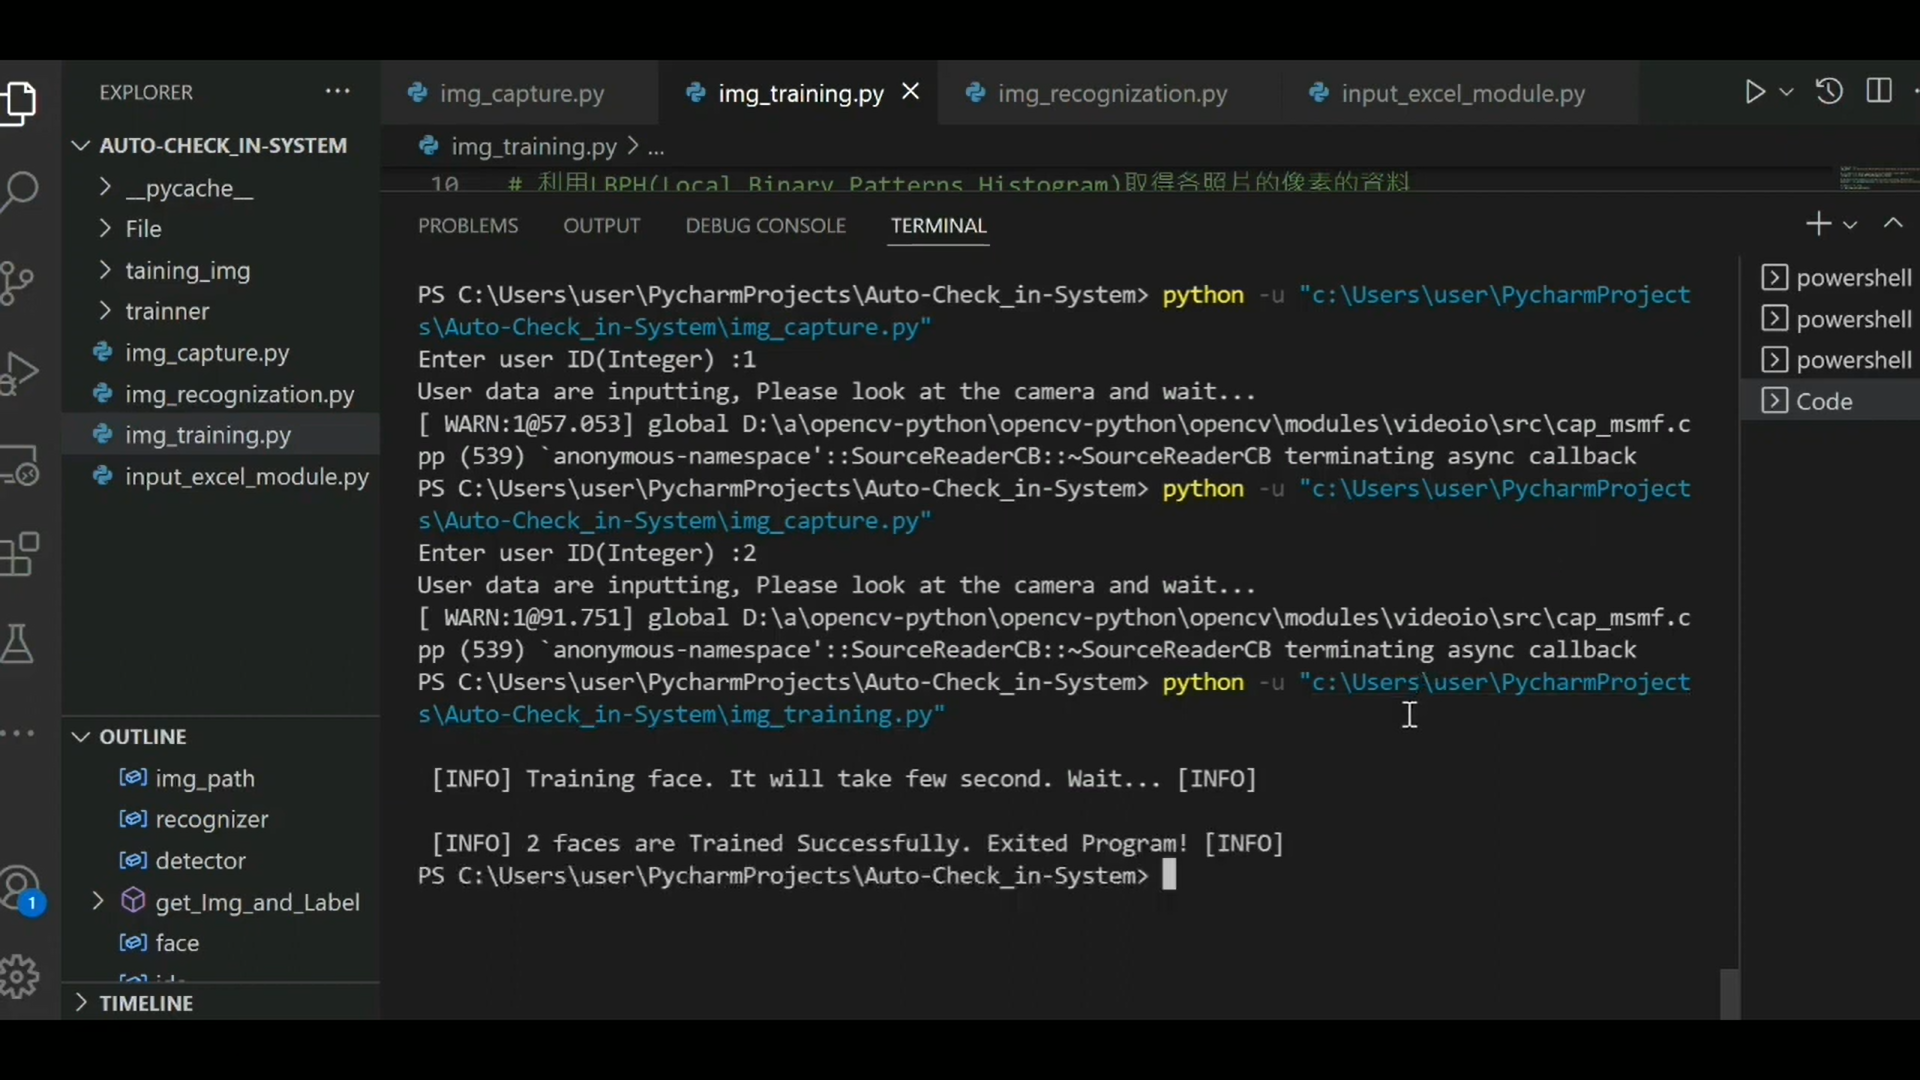 EXPLORER
AUTO-CHECK_IN-SYSTEM
__pycache__
File
taining_img
trainner
img_capture.py
img_recognization.py
img_training.py
input_excel_module.py
OUTLINE
img_path
recognizer
detector
get_Img_and_Label
face
TIMELINE
1
img_capture.py
img_training.py
img_recognization.py
input_excel_module.py
img_training.py > ...
10 # 利用LBPH(Local Binary Patterns Histogram)取得各照片的像素的資料
PROBLEMS
OUTPUT
DEBUG CONSOLE
TERMINAL
PS C:\Users\user\PycharmProjects\Auto-Check_in-System> python -u "c:\Users\user\PycharmProject
s\Auto-Check_in-System\img_capture.py"
Enter user ID(Integer) :1
User data are inputting, Please look at the camera and wait...
[ WARN:1@57.053] global D:\a\opencv-python\opencv-python\opencv\modules\videoio\src\cap_msmf.c
pp (539) `anonymous-namespace'::SourceReaderCB::~SourceReaderCB terminating async callback
PS C:\Users\user\PycharmProjects\Auto-Check_in-System> python -u "c:\Users\user\PycharmProject
s\Auto-Check_in-System\img_capture.py"
Enter user ID(Integer) :2
User data are inputting, Please look at the camera and wait...
[ WARN:1@91.751] global D:\a\opencv-python\opencv-python\opencv\modules\videoio\src\cap_msmf.c
pp (539) `anonymous-namespace'::SourceReaderCB::~SourceReaderCB terminating async callback
PS C:\Users\user\PycharmProjects\Auto-Check_in-System> python -u "c:\Users\user\PycharmProject
s\Auto-Check_in-System\img_training.py"
[INFO] Training face. It will take few second. Wait... [INFO]
[INFO] 2 faces are Trained Successfully. Exited Program! [INFO]
PS C:\Users\user\PycharmProjects\Auto-Check_in-System>
powershell
powershell
powershell
Code